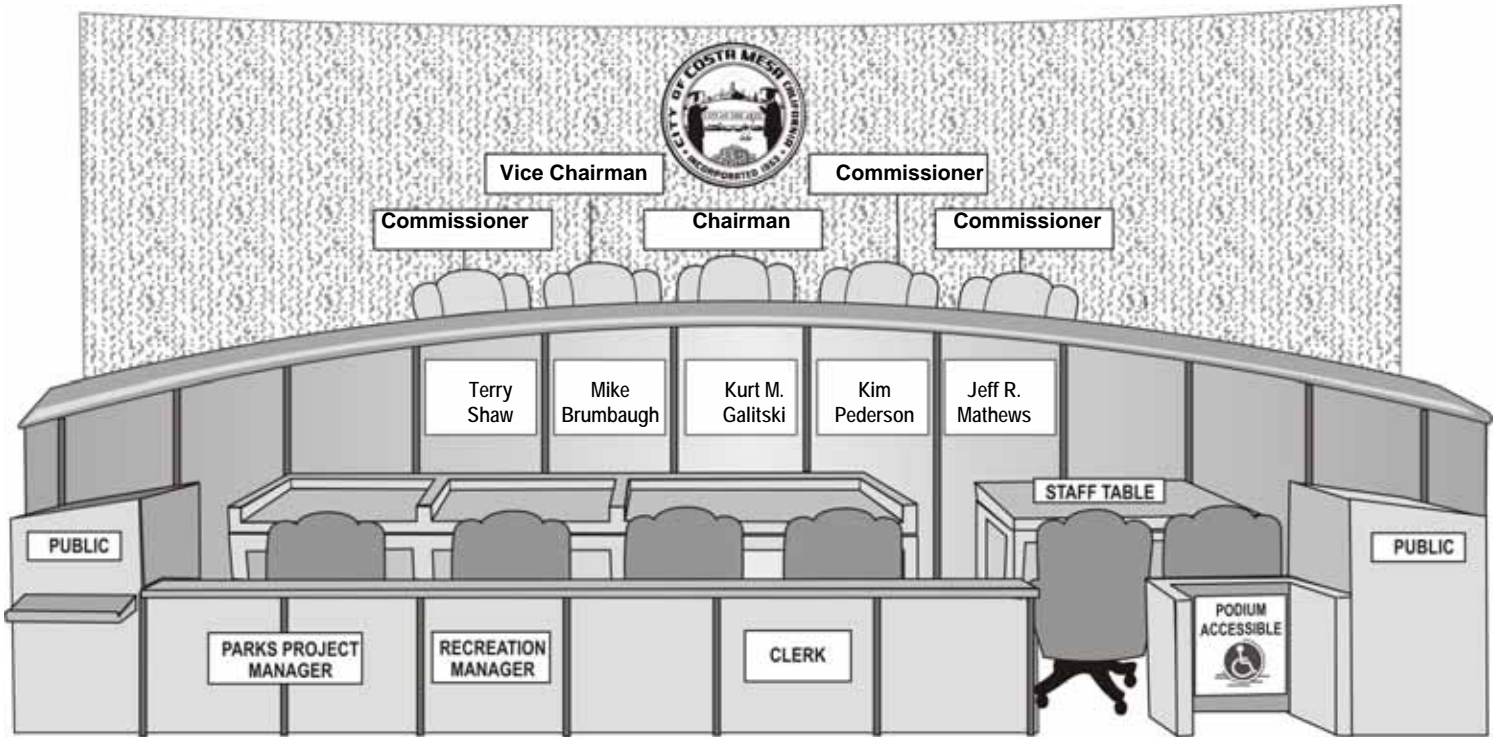 CITY OF COSTA MESA CALIFORNIA
INCORPORATED 1953
Vice Chairman
Commissioner
Commissioner
Chairman
Commissioner
Terry
Shaw
Mike
Brumbaugh
Kurt M.
Galitski
Kim
Pederson
Jeff R.
Mathews
STAFF TABLE
PUBLIC
PUBLIC
PARKS PROJECT
MANAGER
RECREATION
MANAGER
CLERK
PODIUM
ACCESSIBLE